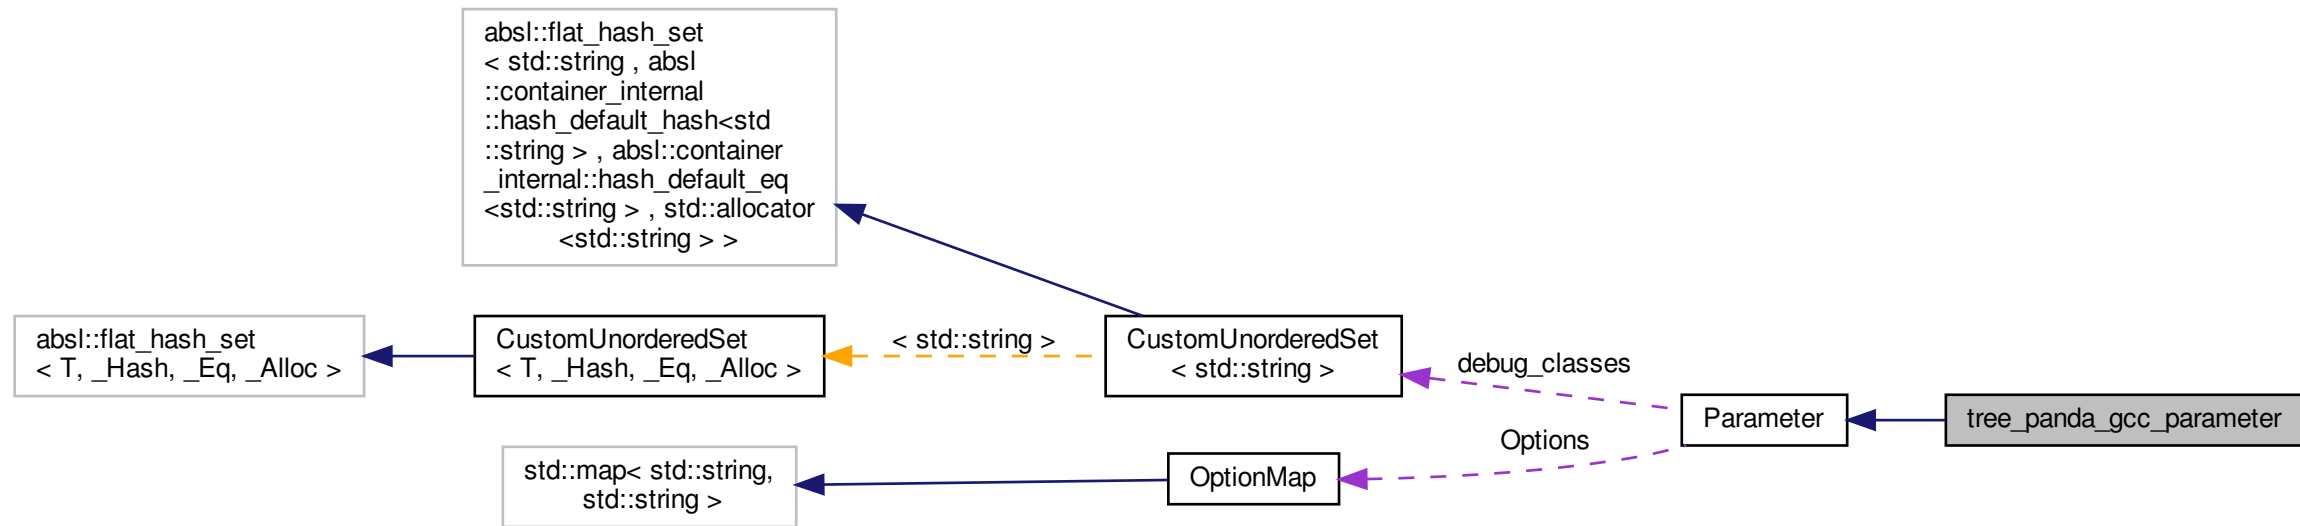 absl::flat_hash_set
< std::string , absl
::container_internal
::hash_default_hash<std
::string > , absl::container
_internal::hash_default_eq
<std::string > , std::allocator
<std::string > >
absl::flat_hash_set
< T, _Hash, _Eq, _Alloc >
CustomUnorderedSet
< T, _Hash, _Eq, _Alloc >
< std::string >
CustomUnorderedSet
< std::string >
debug_classes
Parameter
tree_panda_gcc_parameter
Options
std::map< std::string,
std::string >
OptionMap